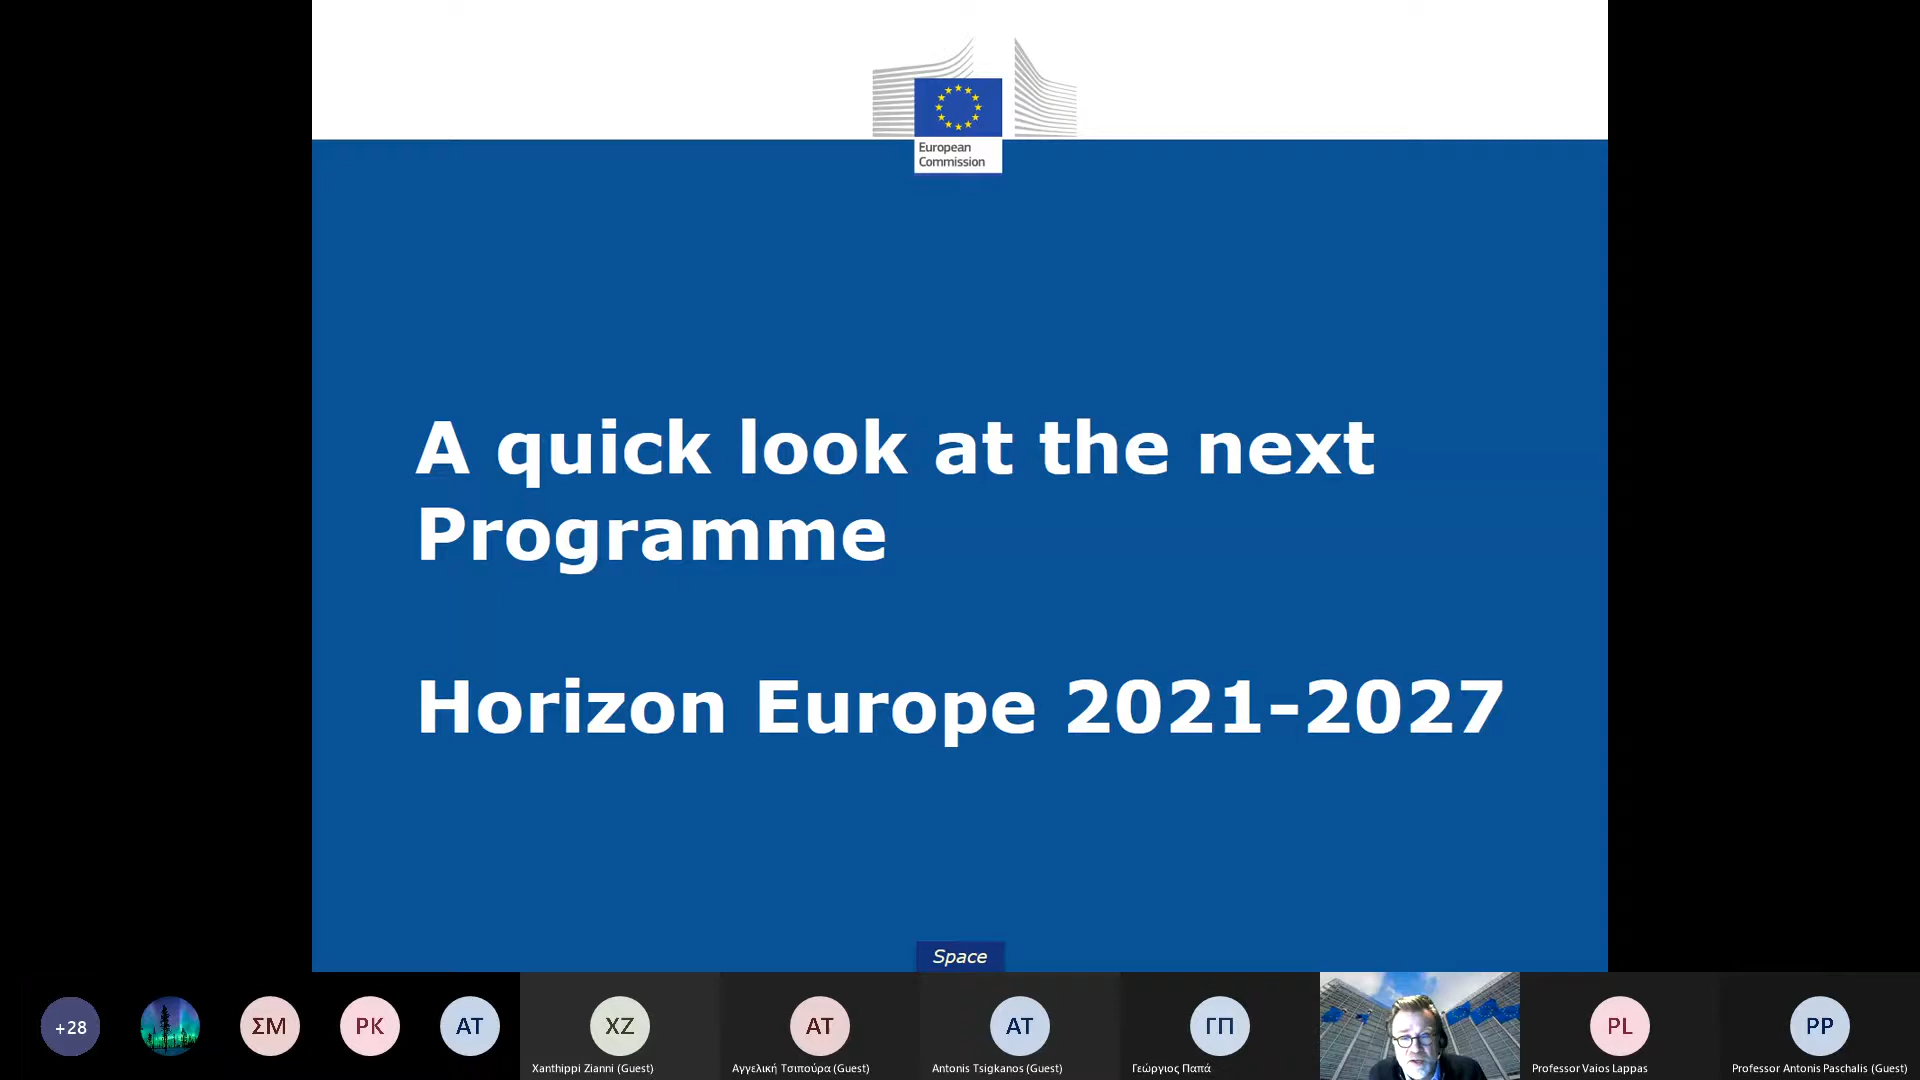 European
Commission
A quick look at the next
Programme
Horizon Europe 2021-2027
Space
+28
ΣΜ
PK
AT
XZ
AT
AT
ΓΠ
PL
PP
Xanthippi Zianni (Guest)
Αγγελική Τσιπούρα (Guest)
Antonis Tsigkanos (Guest)
Γεώργιος Παπά
Professor Vaios Lappas
Professor Antonis Paschalis (Guest)